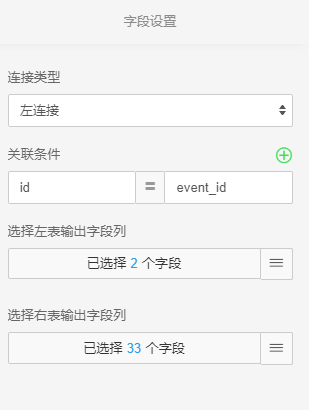 字段设置
连接类型
左连接
关联条件
id = event_id
选择左表输出字段列
已选择 2 个字段
选择右表输出字段列
已选择 33 个字段